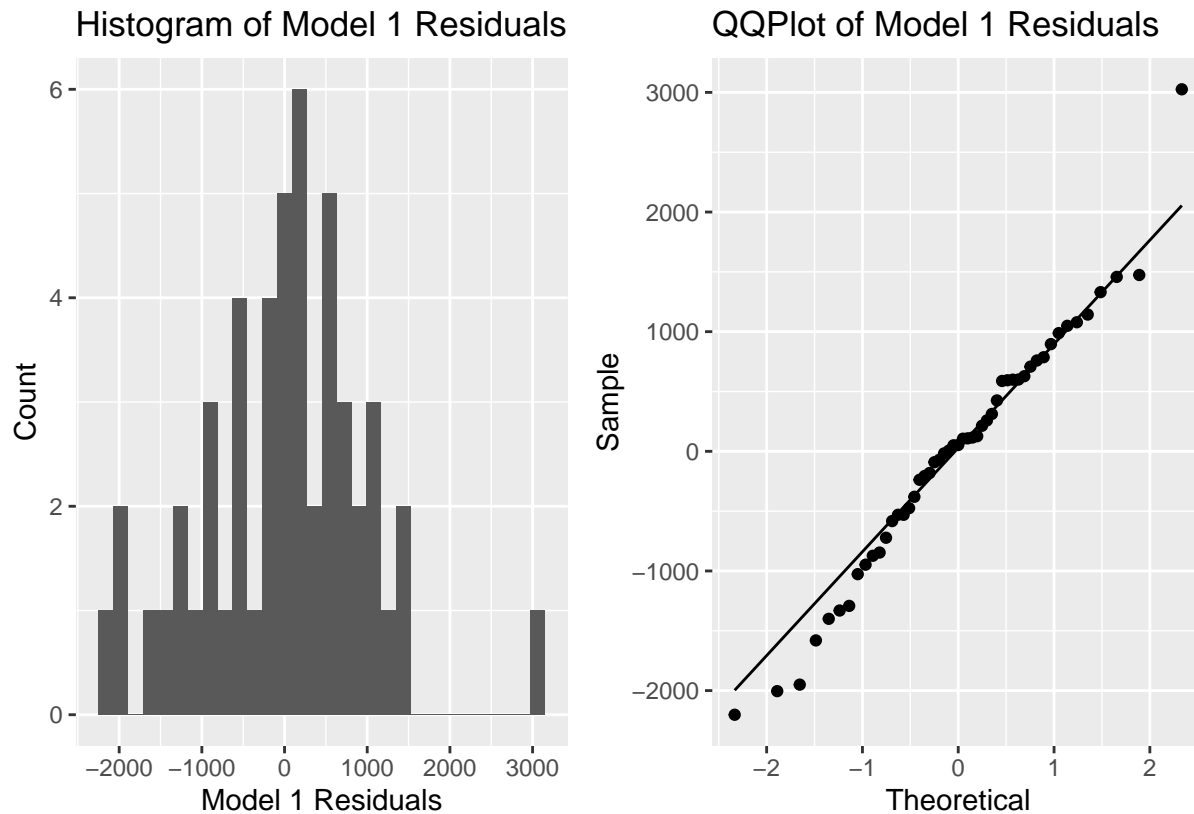 Histogram of Model 1 Residuals
6
4
2
0
Count
−2000 −1000 0 1000 2000 3000
Model 1 Residuals
QQPlot of Model 1 Residuals
3000
2000
1000
0
−1000
−2000
Sample
−2 −1 0 1 2
Theoretical